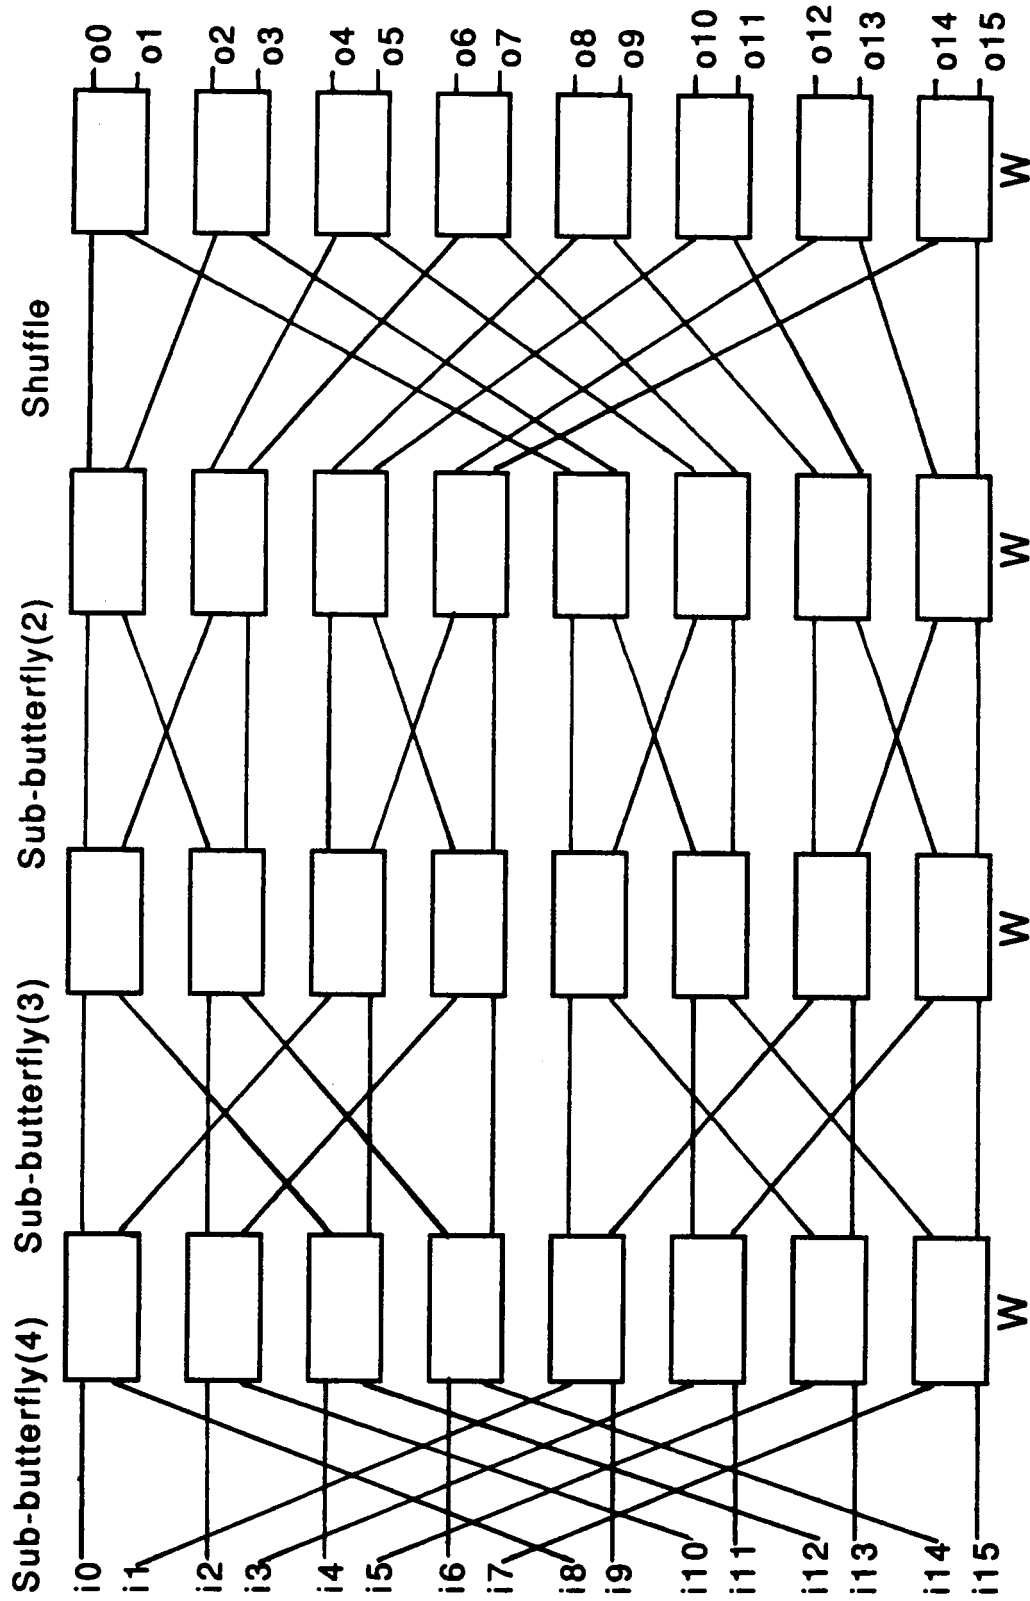 Sub-butterfly(4) Sub-butterfly(3) Sub-butterfly(2) Shuffle
i0 o0
i1 o1
i2 o2
i3 o3
i4 o4
i5 o5
i6 o6
i7 o7
i8 o8
i9 o9
i10 o10
i11 o11
i12 o12
i13 o13
i14 o14
i15 o15
W W W W